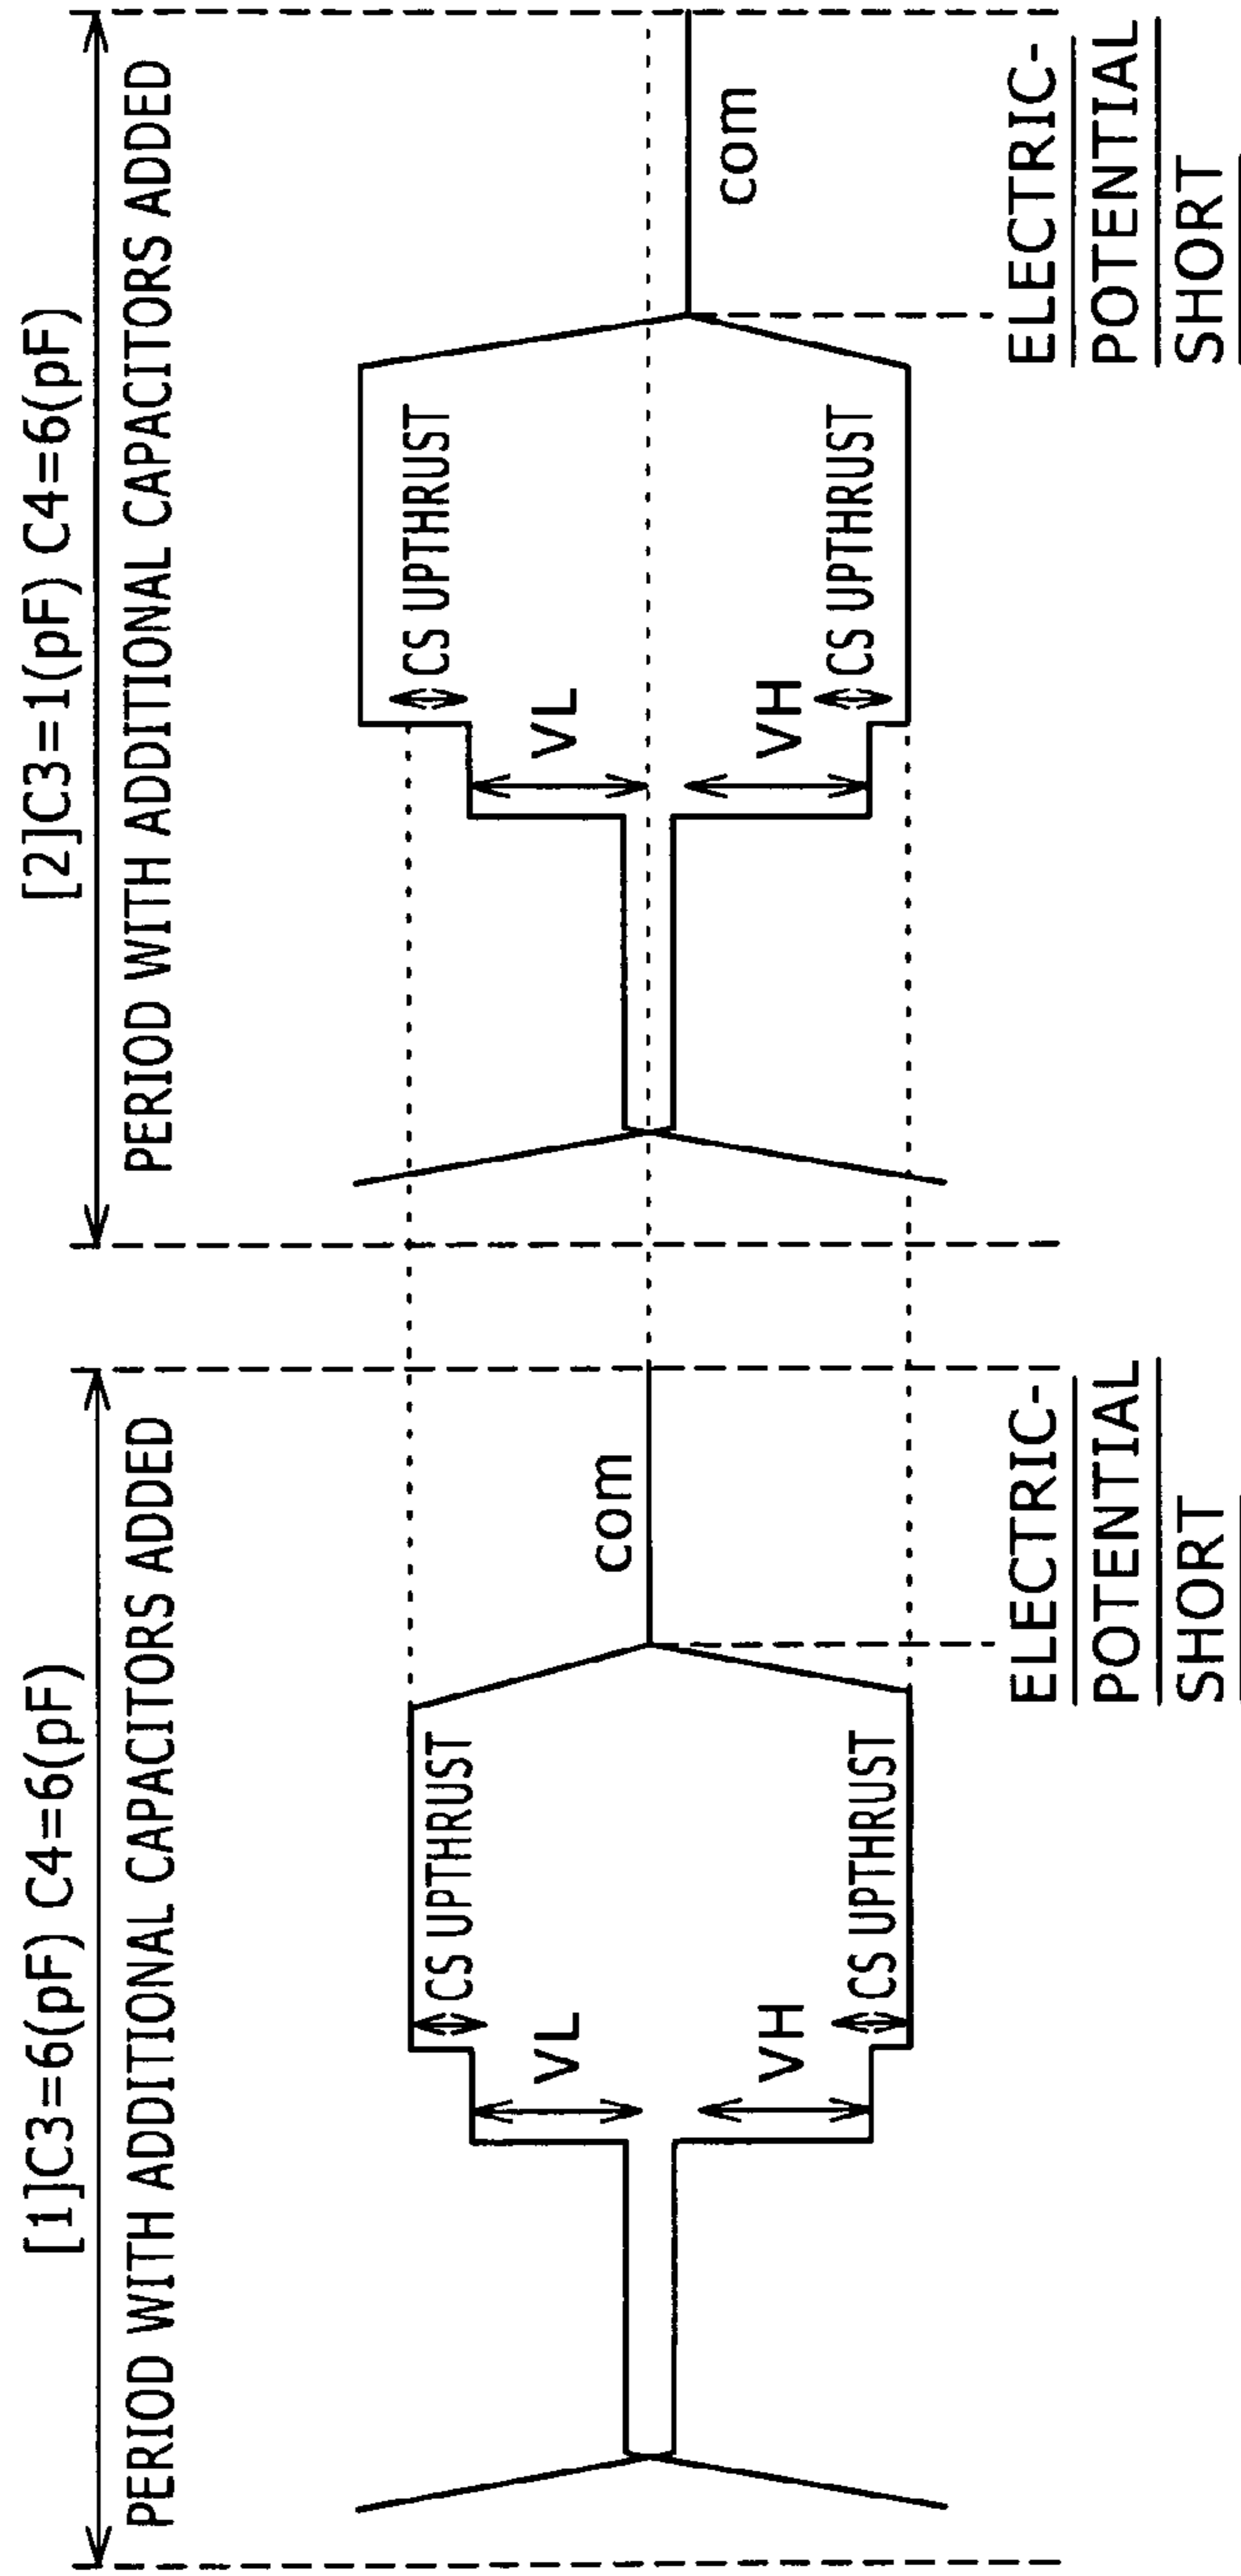 [1]C3=6(pF) C4=6(pF)
PERIOD WITH ADDITIONAL CAPACITORS ADDED
CS UPTHRUST
VL
com
VH
CS UPTHRUST
ELECTRIC-
POTENTIAL
SHORT
[2]C3=1(pF) C4=6(pF)
PERIOD WITH ADDITIONAL CAPACITORS ADDED
CS UPTHRUST
VL
com
VH
CS UPTHRUST
ELECTRIC-
POTENTIAL
SHORT